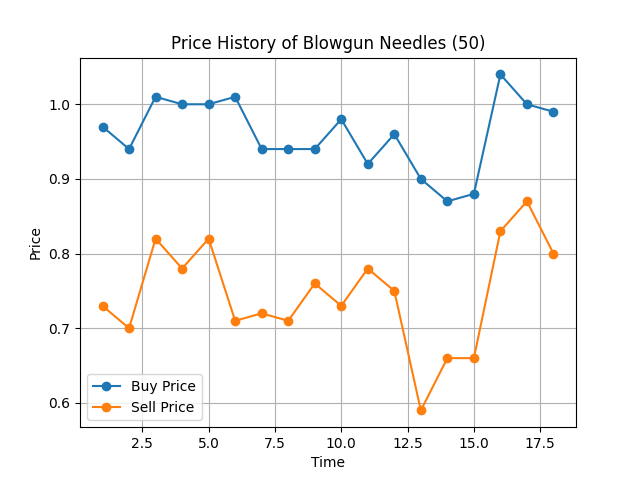 Price History of Blowgun Needles (50)
1.0
0.9
0.8
0.7
0.6
Price
Buy Price
Sell Price
2.5 5.0 7.5 10.0 12.5 15.0 17.5
Time